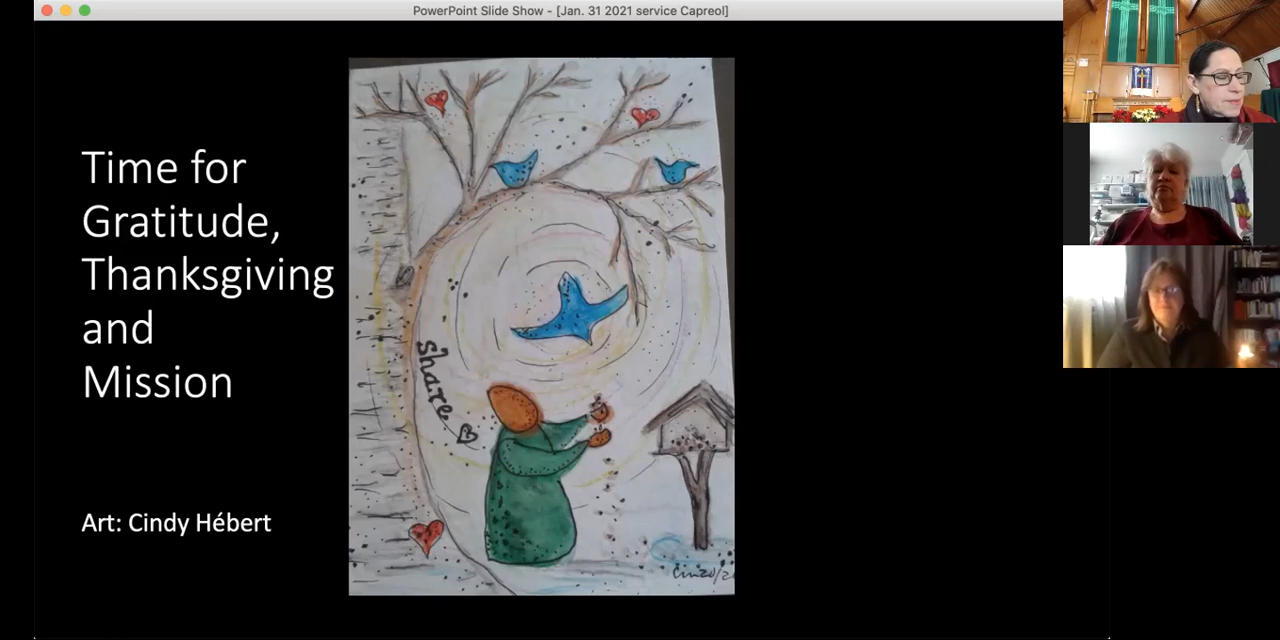 PowerPoint Slide Show - [Jan. 31 2021 service Capreol]
Time for
Gratitude,
Thanksgiving
and
Mission
Art: Cindy Hébert
Share